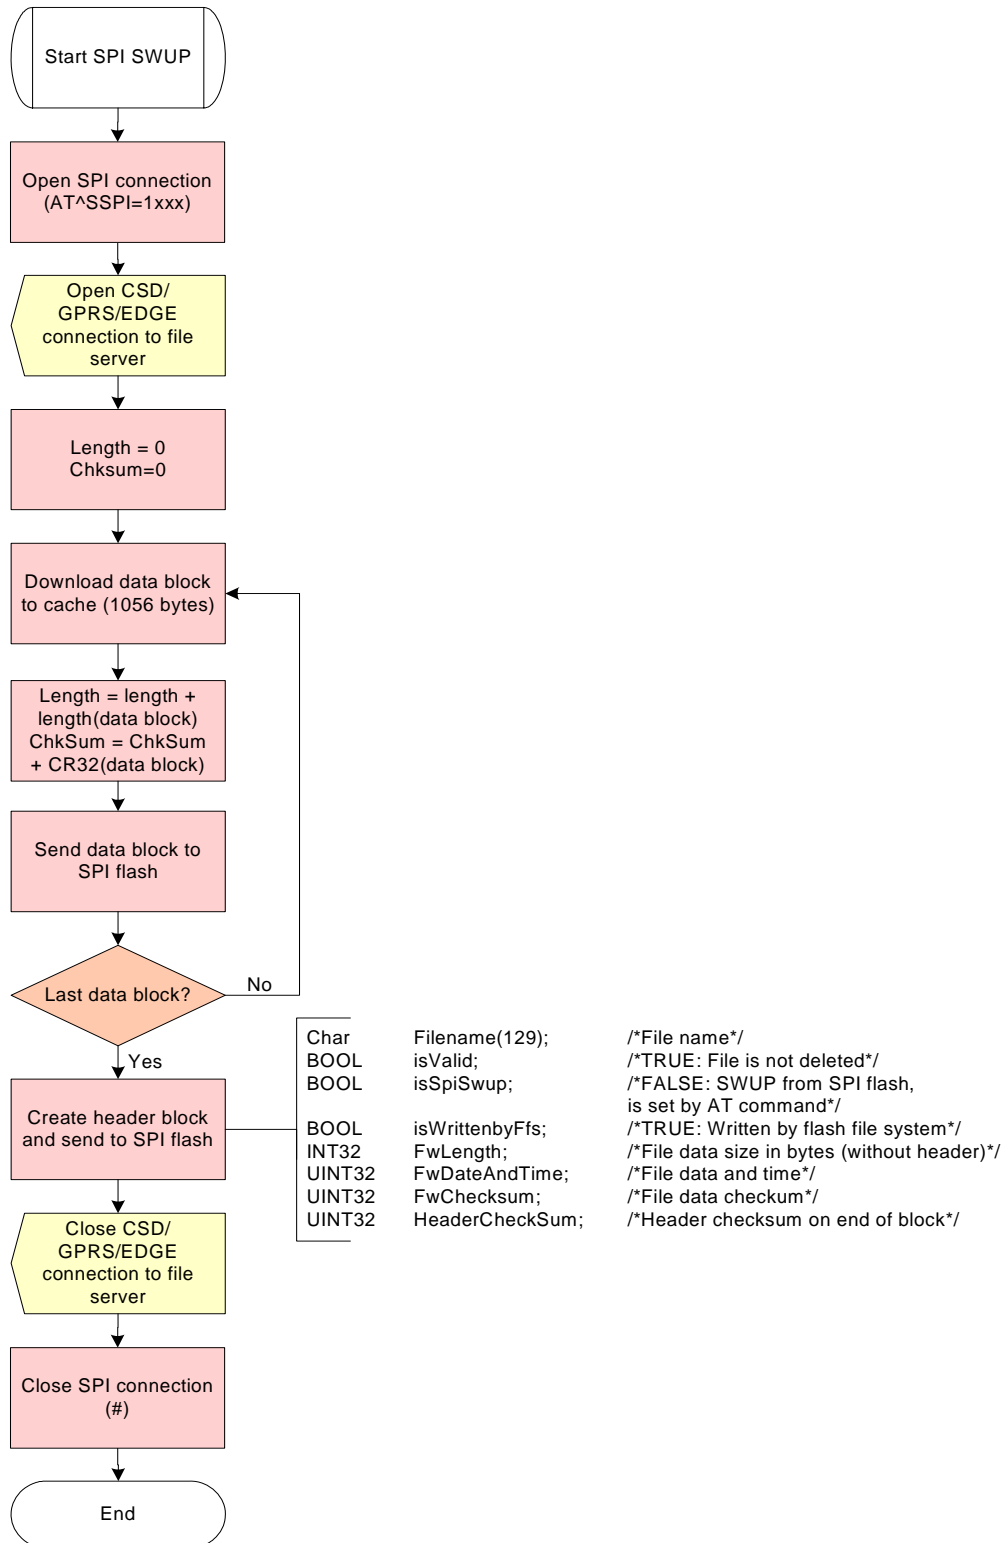 Start SPI SWUP
Open SPI connection
(AT^SSPI=1xxx)
Open CSD/
GPRS/EDGE
connection to file
server
Length = 0
Chksum=0
Download data block
to cache (1056 bytes)
Length = length +
length(data block)
ChkSum = ChkSum
+ CR32(data block)
Send data block to
SPI flash
Last data block?
No
Yes
Create header block
and send to SPI flash
Char Filename(129); /*File name*/
BOOL isValid; /*TRUE: File is not deleted*/
BOOL isSpiSwup; /*FALSE: SWUP from SPI flash,
is set by AT command*/
BOOL isWrittenbyFfs; /*TRUE: Written by flash file system*/
INT32 FwLength; /*File data size in bytes (without header)*/
UINT32 FwDateAndTime; /*File data and time*/
UINT32 FwChecksum; /*File data checkum*/
UINT32 HeaderCheckSum; /*Header checksum on end of block*/
Close CSD/
GPRS/EDGE
connection to file
server
Close SPI connection
(#)
End